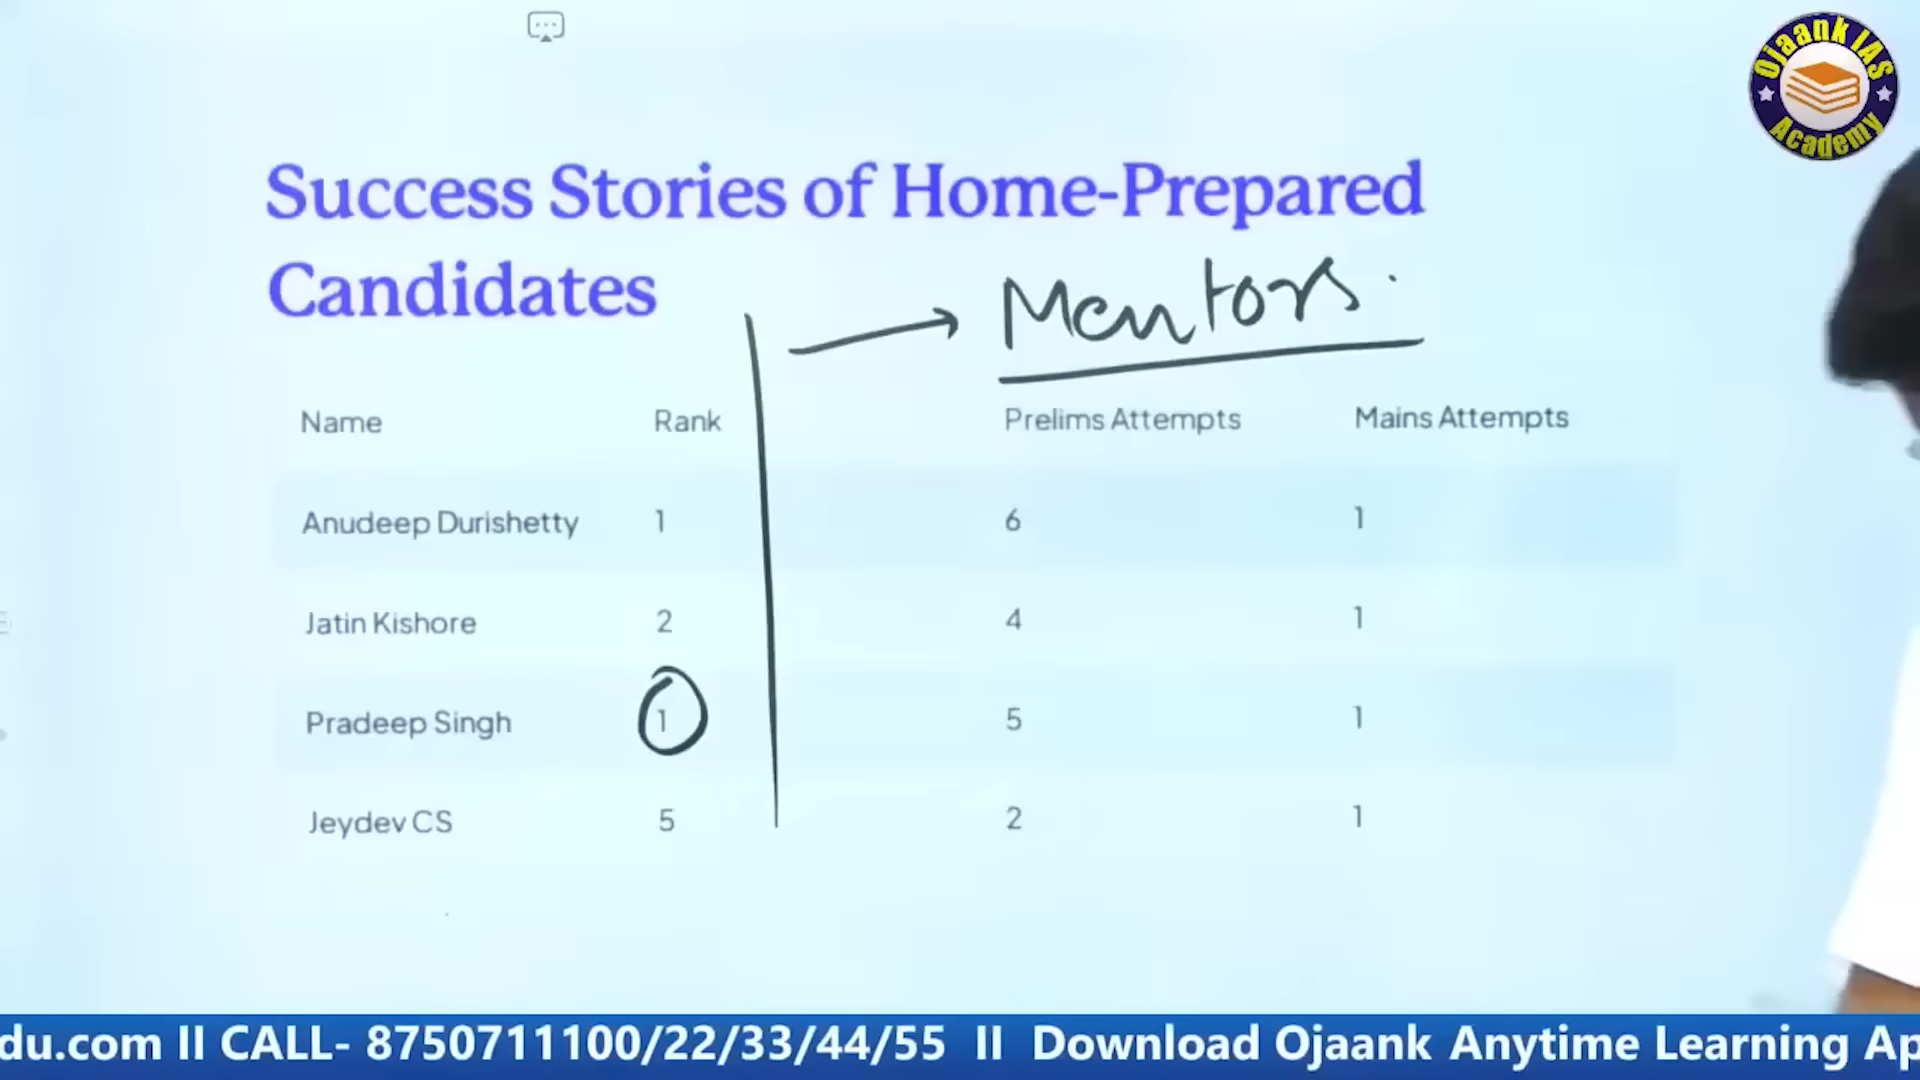 Ojaank IAS
Academy
Success Stories of Home-Prepared
Candidates
Mentors.
Name Rank Prelims Attempts Mains Attempts
Anudeep Durishetty 1 6 1
Jatin Kishore 2 4 1
Pradeep Singh 1 5 1
Jeydev CS 5 2 1
du.com II CALL- 8750711100/22/33/44/55 II Download Ojaank Anytime Learning Ap